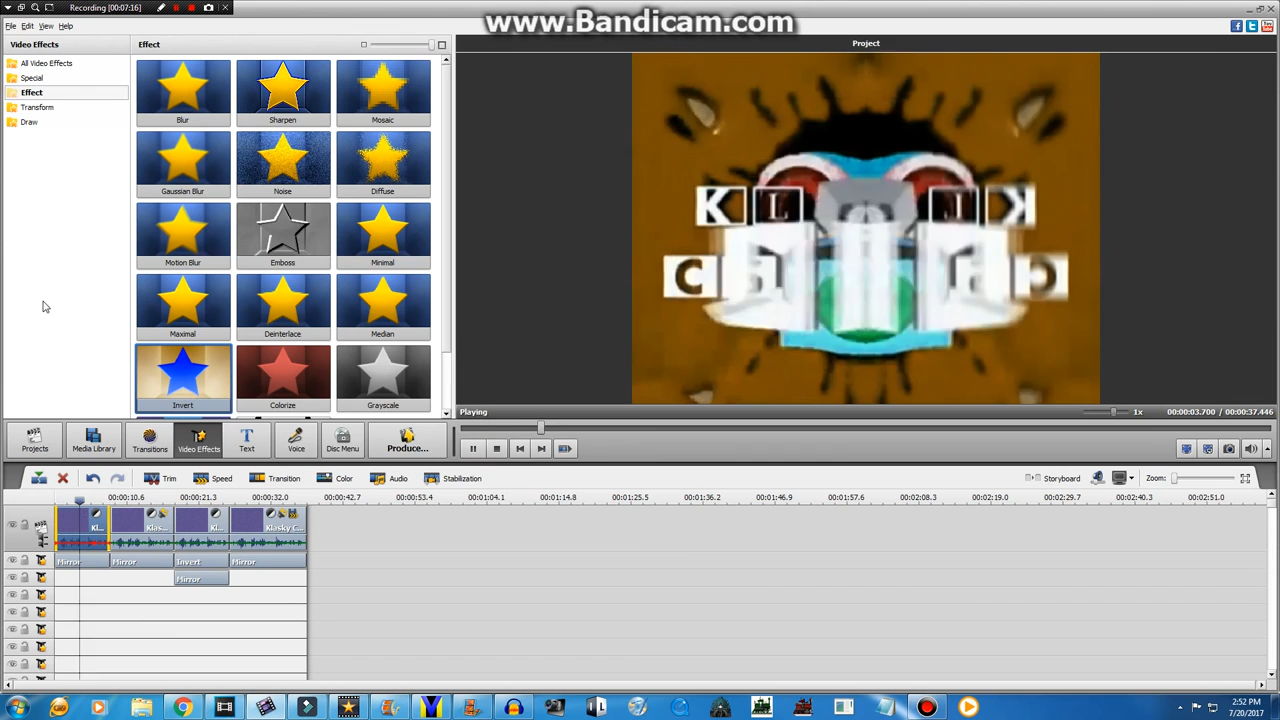 Recording [00:07:16]
www.Bandicam.com
File Edit View Help
Video Effects
Effect
Project
All Video Effects
Special
Effect
Transform
Draw
Blur
Sharpen
Mosaic
Gaussian Blur
Noise
Diffuse
Motion Blur
Emboss
Minimal
Maximal
Deinterlace
Median
Invert
Colorize
Grayscale
K L
C
Playing
1x
00:00:03.700 / 00:00:37.446
Projects
Media Library
Transitions
Video Effects
Text
Voice
Disc Menu
Produce...
Trim
Speed
Transition
Color
Audio
Stabilization
Storyboard
Zoom:
00:00:10.6 00:00:21.3 00:00:32.0 00:00:42.7 00:00:53.4 00:01:04.1 00:01:14.8 00:01:25.5 00:01:36.2 00:01:46.9 00:01:57.6 00:02:08.3 00:02:19.0 00:02:29.7 00:02:40.3 00:02:51.0
Kl... Klas... Kl... Klasky C...
Mirror Mirror Invert Mirror
Mirror
2:52 PM
7/20/2017